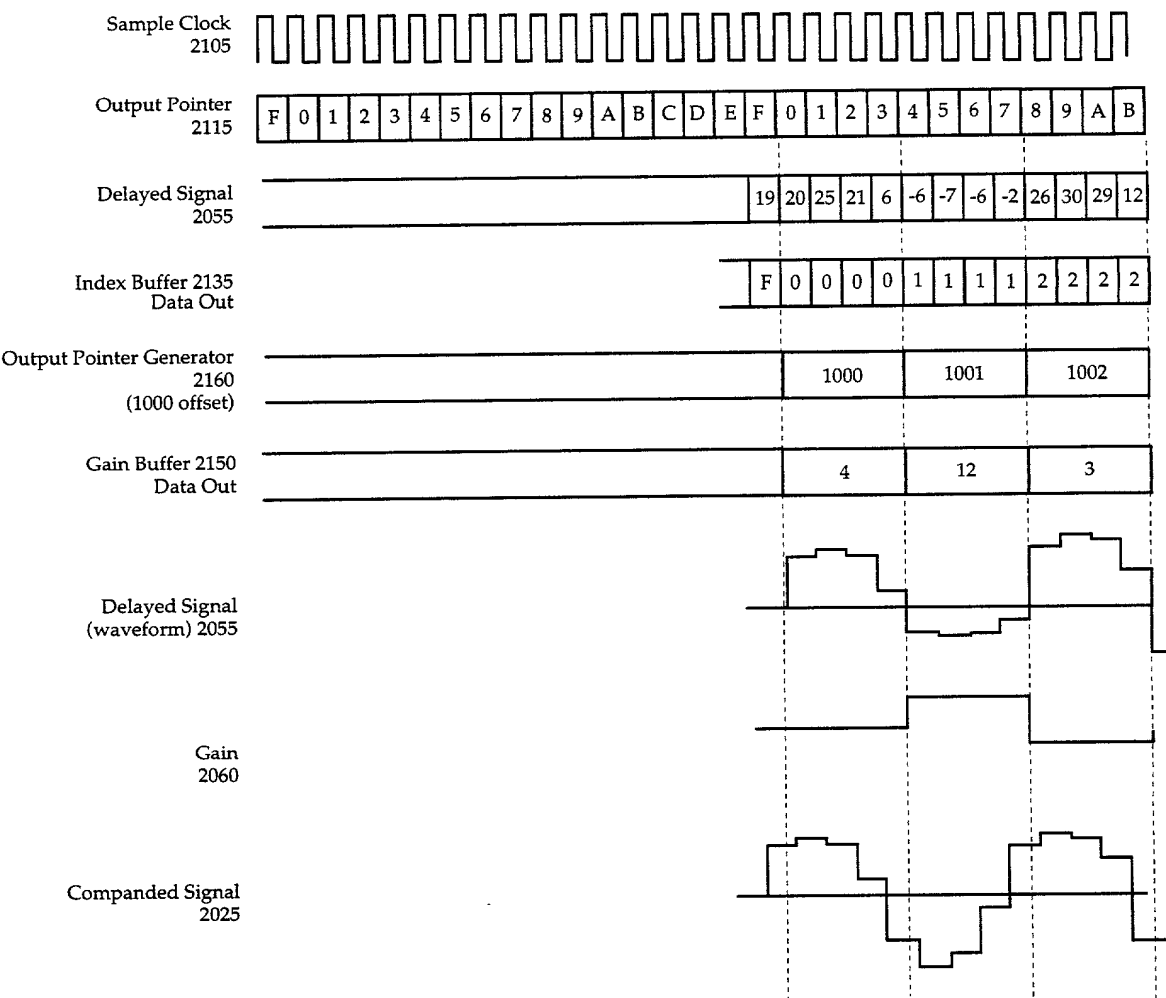 Sample Clock
2105
Output Pointer
2115
F 0 1 2 3 4 5 6 7 8 9 A B C D E F 0 1 2 3 4 5 6 7 8 9 A B
Delayed Signal
2055
19 20 25 21 6 -6 -7 -6 -2 26 30 29 12
Index Buffer 2135
Data Out
F 0 0 0 0 1 1 1 1 2 2 2 2
Output Pointer Generator
2160
(1000 offset)
1000 1001 1002
Gain Buffer 2150
Data Out
4 12 3
Delayed Signal
(waveform) 2055
Gain
2060
Companded Signal
2025